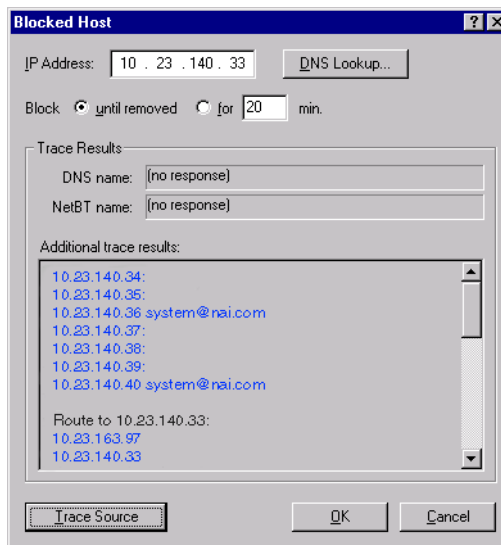 Blocked Host
IP Address: 10 . 23 . 140 . 33 DNS Lookup...
Block until removed for 20 min.
Trace Results
DNS name: (no response)
NetBT name: (no response)
Additional trace results:
10.23.140.34:
10.23.140.35:
10.23.140.36 system@nai.com
10.23.140.37:
10.23.140.38:
10.23.140.39:
10.23.140.40 system@nai.com
Route to 10.23.140.33:
10.23.163.97
10.23.140.33
Trace Source OK Cancel